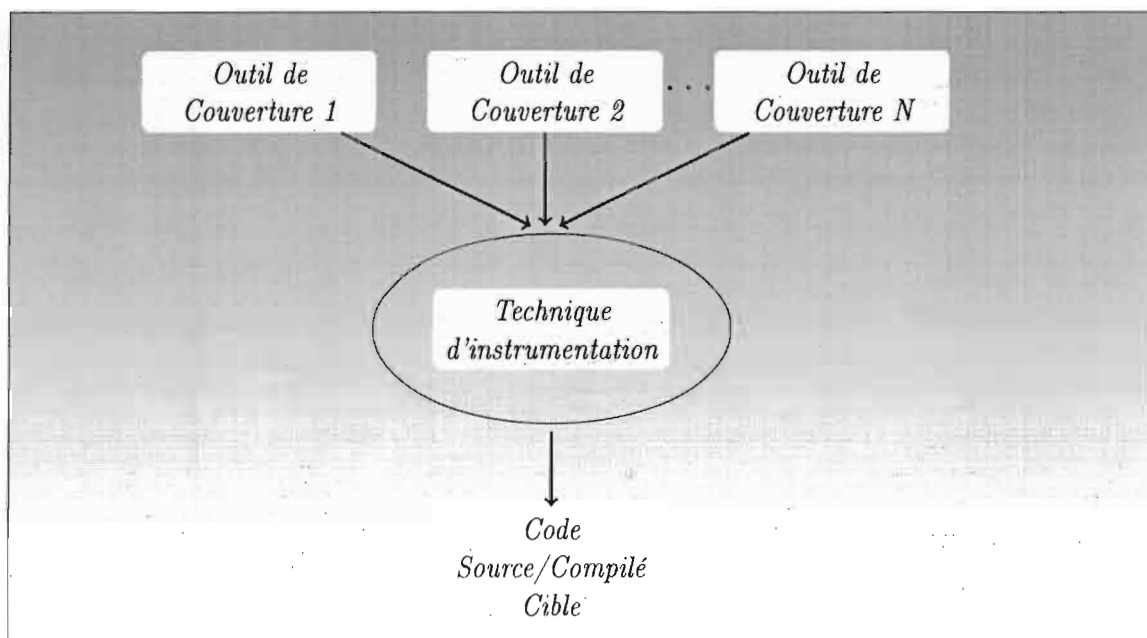 Outil de
Couverture 1
Outil de
Couverture 2
...
Outil de
Couverture N
Technique
d'instrumentation
Code
Source/Compilé
Cible